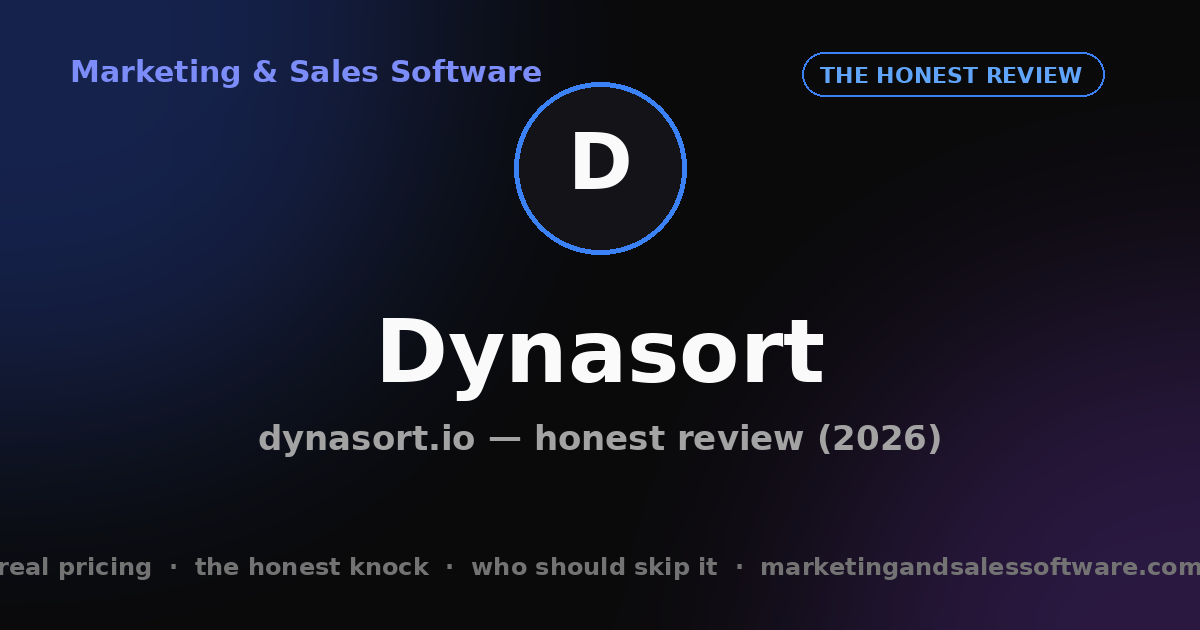 Marketing & Sales Software
THE HONEST REVIEW
D
Dynasort
dynasort.io — honest review (2026)
real pricing · the honest knock · who should skip it · marketingandsalessoftware.com